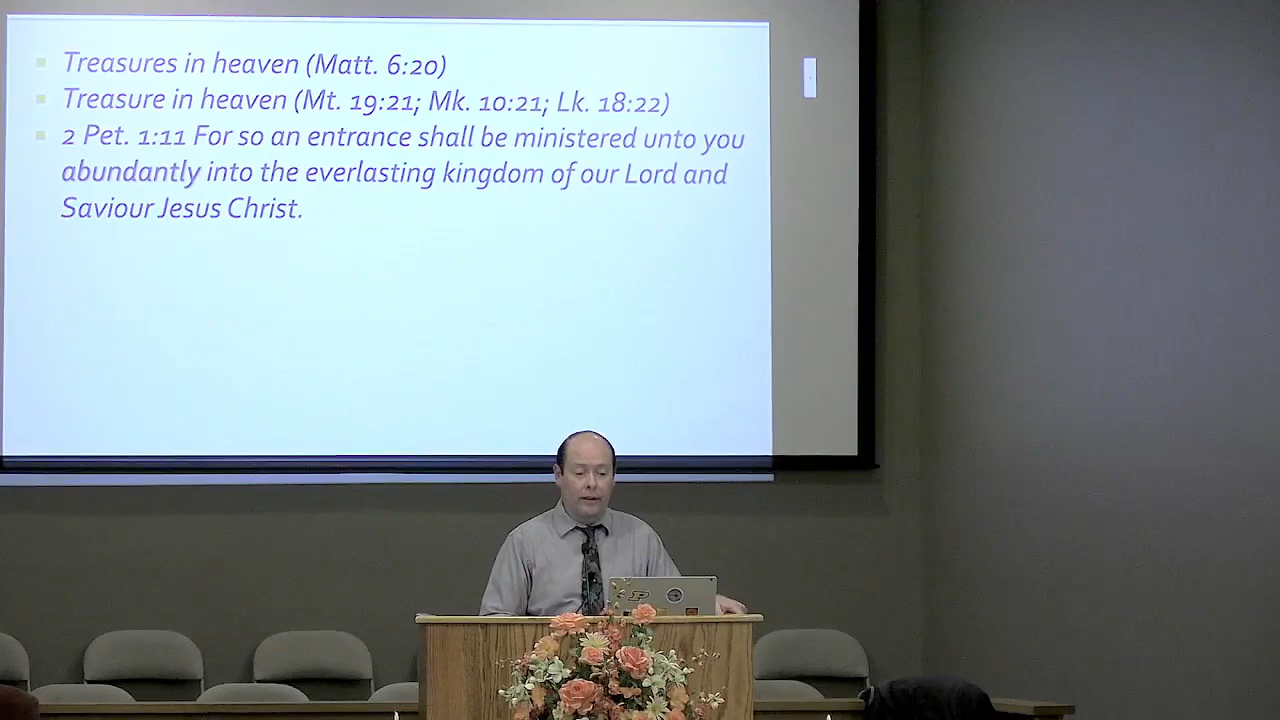 Treasures in heaven (Matt. 6:20)
Treasure in heaven (Mt. 19:21; Mk. 10:21; Lk. 18:22)
2 Pet. 1:11 For so an entrance shall be ministered unto you
abundantly into the everlasting kingdom of our Lord and
Saviour Jesus Christ.
P